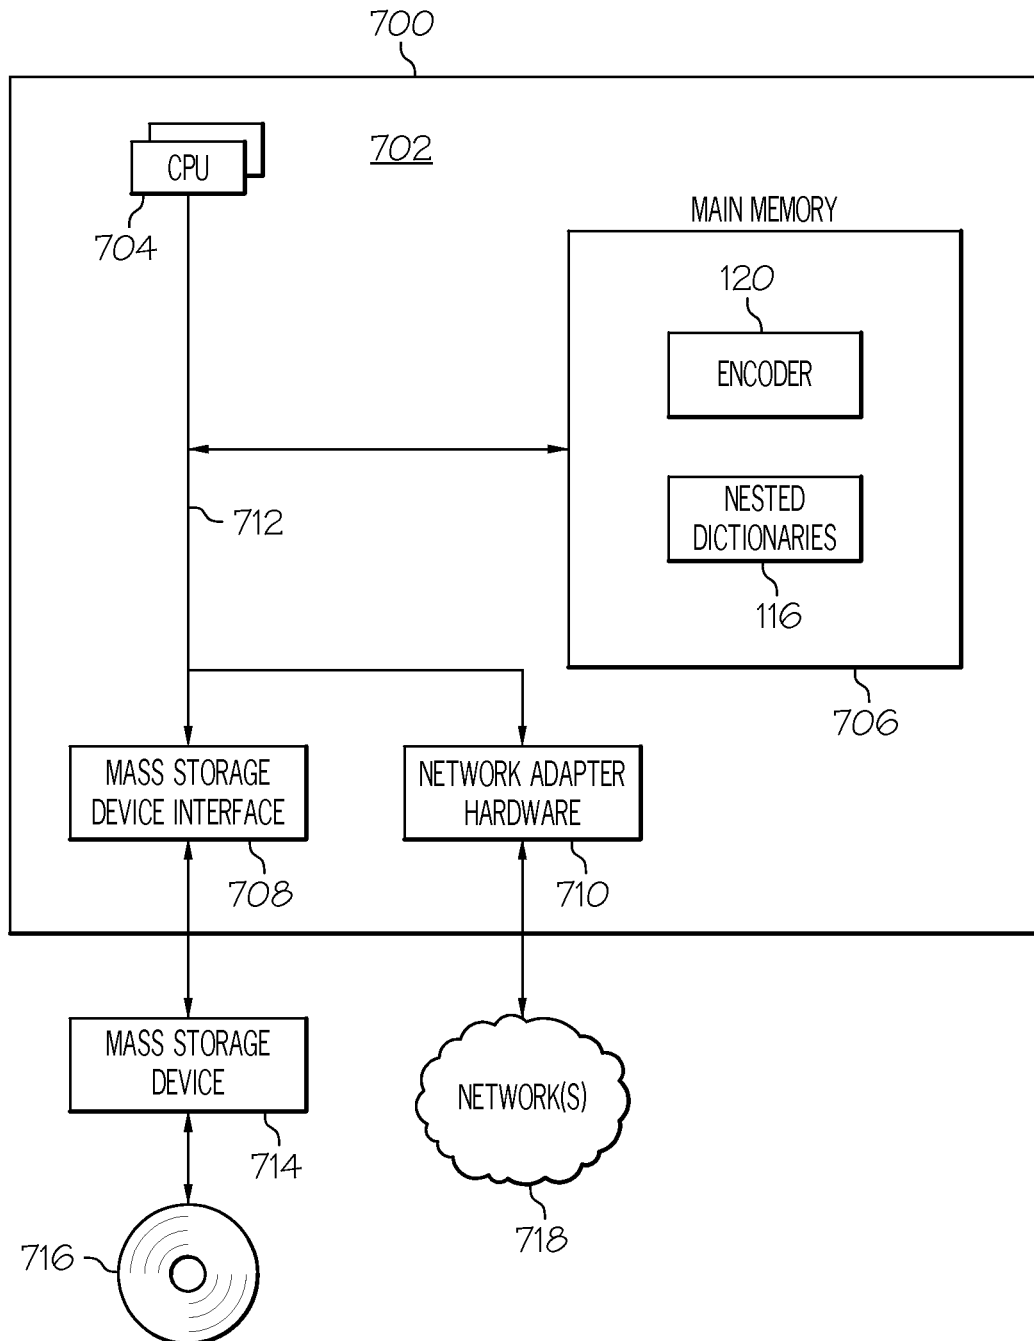 700
702
CPU
704
MAIN MEMORY
120
ENCODER
NESTED
DICTIONARIES
116
712
706
MASS STORAGE
DEVICE INTERFACE
708
NETWORK ADAPTER
HARDWARE
710
MASS STORAGE
DEVICE
714
NETWORK(S)
718
716